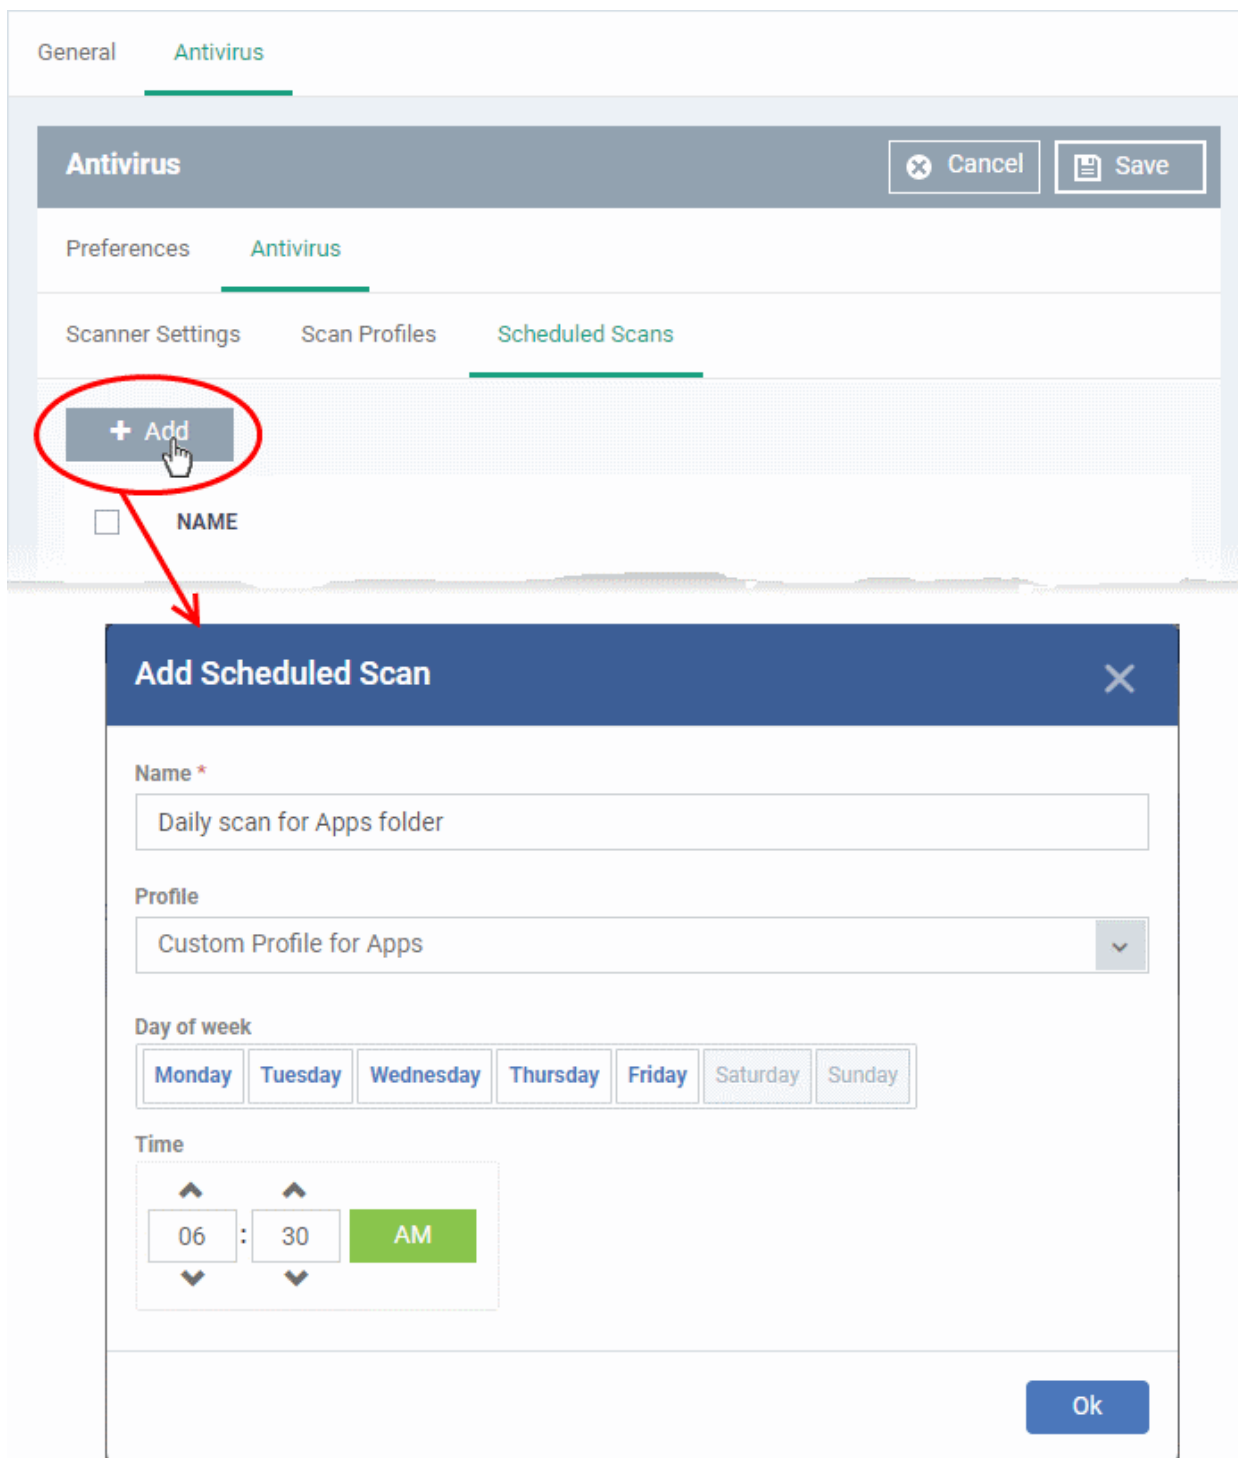 General Antivirus
Antivirus Cancel Save
Preferences Antivirus
Scanner Settings Scan Profiles Scheduled Scans
+ Add
NAME
Add Scheduled Scan
Name *
Daily scan for Apps folder
Profile
Custom Profile for Apps
Day of week
Monday Tuesday Wednesday Thursday Friday Saturday Sunday
Time
06 : 30 AM
Ok